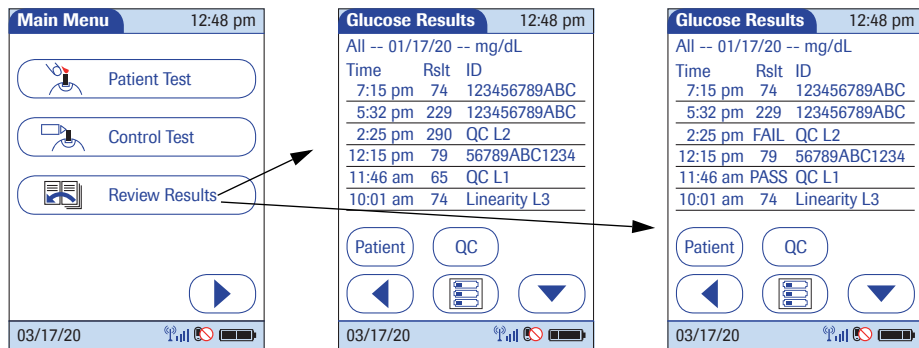 Main Menu 12:48 pm
Patient Test
Control Test
Review Results
03/17/20
Glucose Results 12:48 pm
All -- 01/17/20 -- mg/dL
Time Rslt ID
7:15 pm 74 123456789ABC
5:32 pm 229 123456789ABC
2:25 pm 290 QC L2
12:15 pm 79 56789ABC1234
11:46 am 65 QC L1
10:01 am 74 Linearity L3
Patient QC
03/17/20
Glucose Results 12:48 pm
All -- 01/17/20 -- mg/dL
Time Rslt ID
7:15 pm 74 123456789ABC
5:32 pm 229 123456789ABC
2:25 pm FAIL QC L2
12:15 pm 79 56789ABC1234
11:46 am PASS QC L1
10:01 am 74 Linearity L3
Patient QC
03/17/20